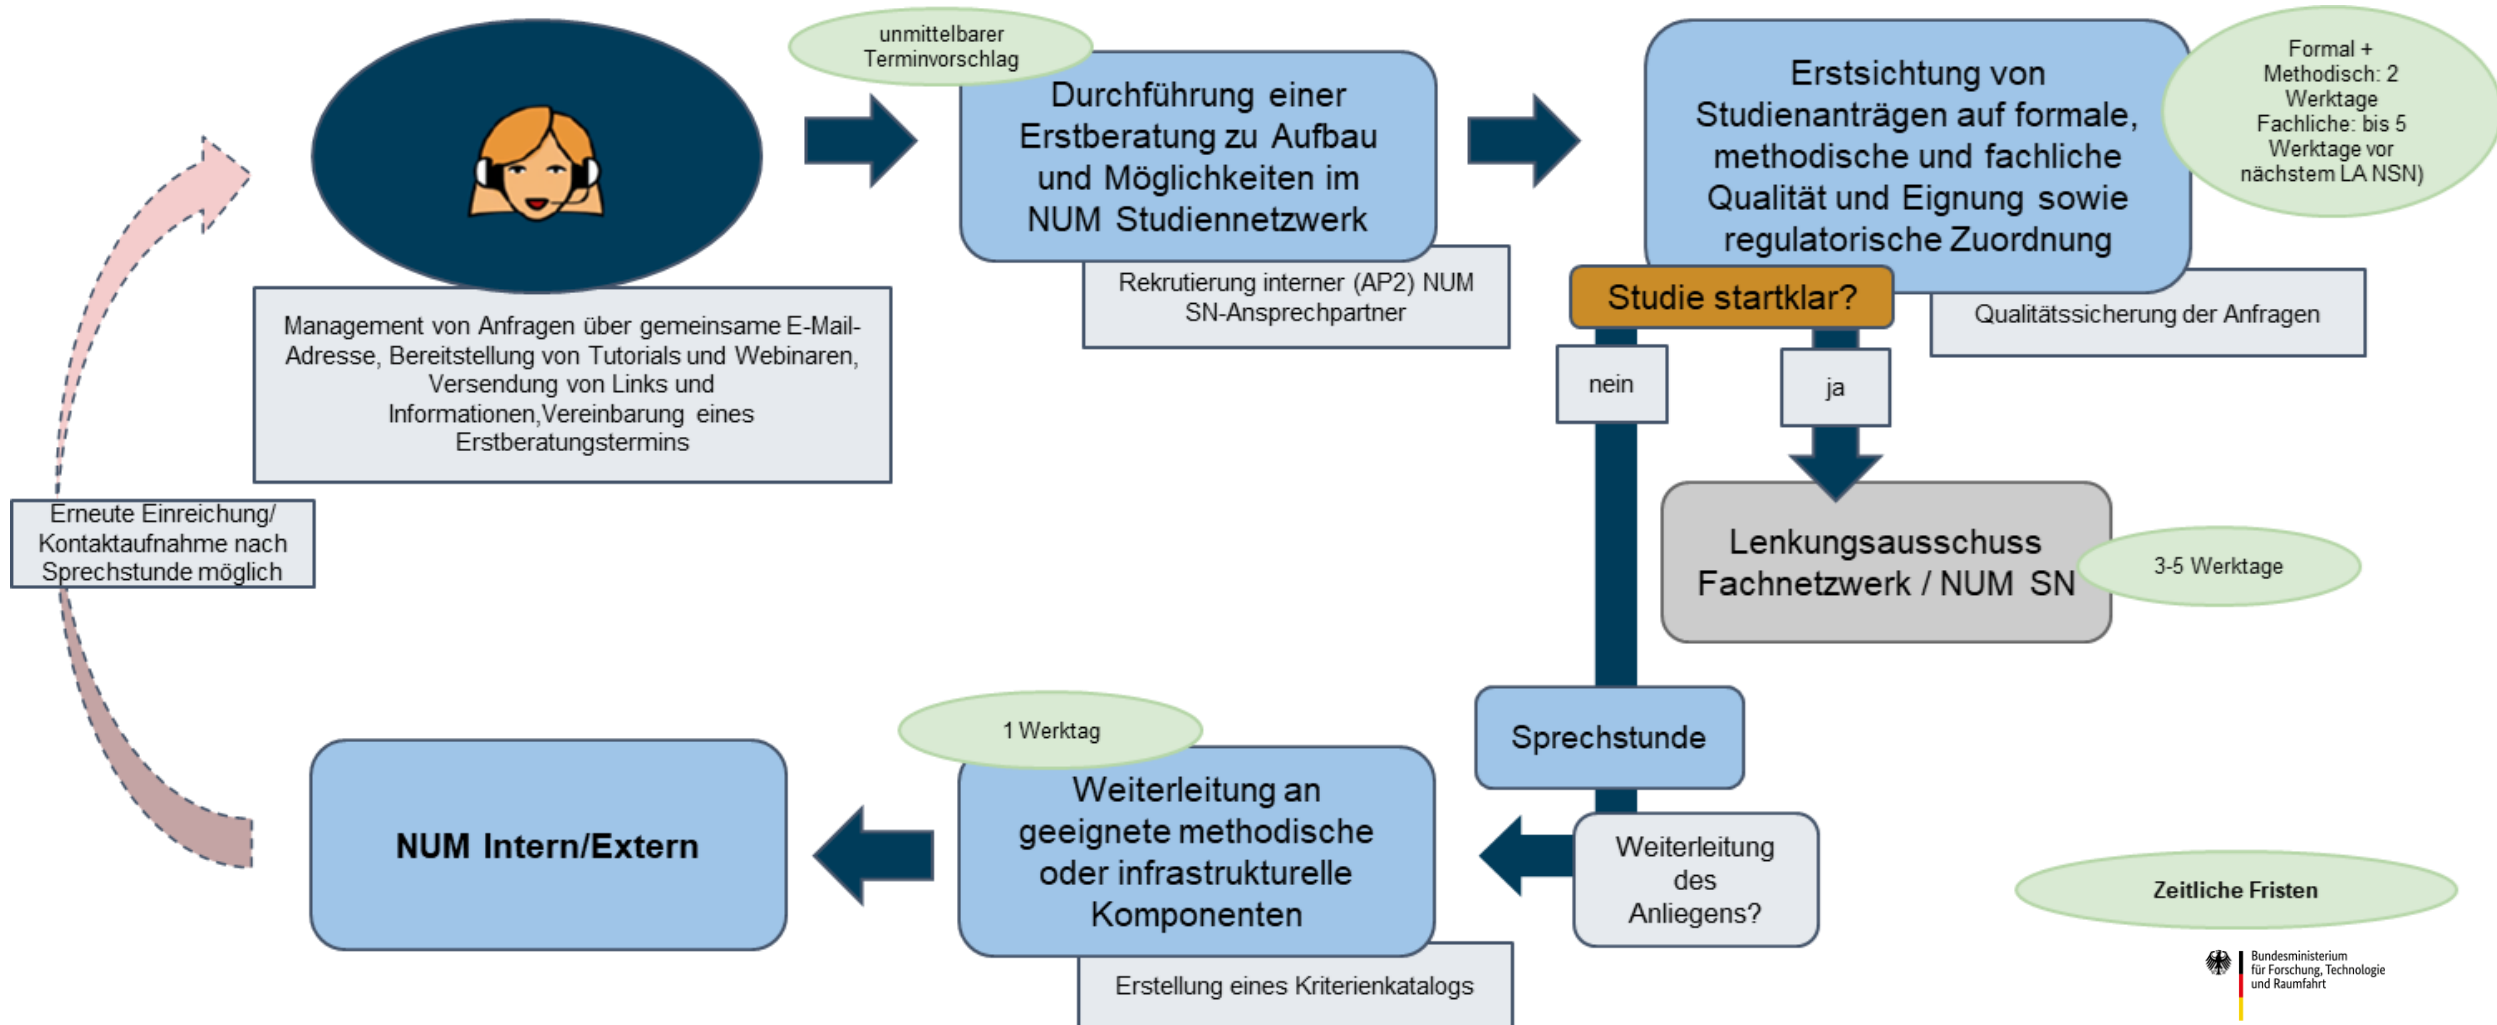 unmittelbarer
Terminvorschlag
Durchführung einer
Erstberatung zu Aufbau
und Möglichkeiten im
NUM Studiennetzwerk
Rekrutierung interner (AP2) NUM
SN-Ansprechpartner
Erstsichtung von
Studienanträgen auf formale,
methodische und fachliche
Qualität und Eignung sowie
regulatorische Zuordnung
Formal +
Methodisch: 2
Werktage
Fachliche: bis 5
Werktage vor
nächstem LA NSN)
Studie startklar?
Qualitätssicherung der Anfragen
Management von Anfragen über gemeinsame E-Mail-
Adresse, Bereitstellung von Tutorials und Webinaren,
Versendung von Links und
Informationen,Vereinbarung eines
Erstberatungstermins
nein
ja
Erneute Einreichung/
Kontaktaufnahme nach
Sprechstunde möglich
Lenkungsausschuss
Fachnetzwerk / NUM SN
3-5 Werktage
Sprechstunde
1 Werktag
Weiterleitung an
geeignete methodische
oder infrastrukturelle
Komponenten
Erstellung eines Kriterienkatalogs
Weiterleitung
des
Anliegens?
NUM Intern/Extern
Zeitliche Fristen
Bundesministerium
für Forschung, Technologie
und Raumfahrt